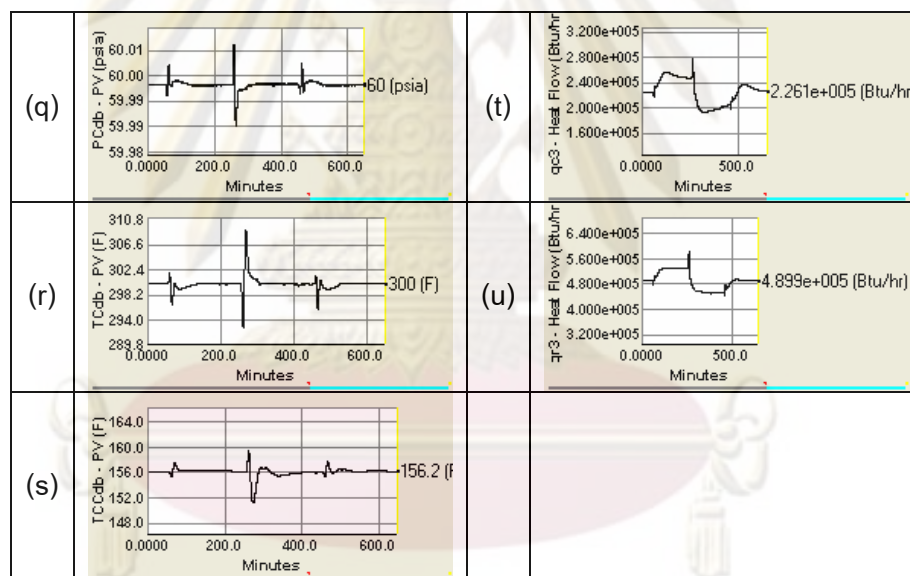 (q)
PCdb - PV (psia)
60.01
60.00
59.99
59.99
59.98
0.0000 200.0 400.0 600.0
Minutes
60 (psia)
(t)
qc3 - Heat Flow (Btu/hr
3.200e+005
2.800e+005
2.400e+005
2.000e+005
1.600e+005
0.0000 500.0
Minutes
2.261e+005 (Btu/hr
(r)
TCdb - PV (F)
310.8
306.6
302.4
298.2
294.0
289.8
0.0000 200.0 400.0 600.0
Minutes
300 (F)
(u)
qr3 - Heat Flow (Btu/hr
6.400e+005
5.600e+005
4.800e+005
4.000e+005
3.200e+005
0.0000 500.0
Minutes
4.899e+005 (Btu/hr)
(s)
TCCdb - PV (F)
164.0
160.0
156.0
152.0
148.0
0.0000 200.0 400.0 600.0
Minutes
156.2 (F